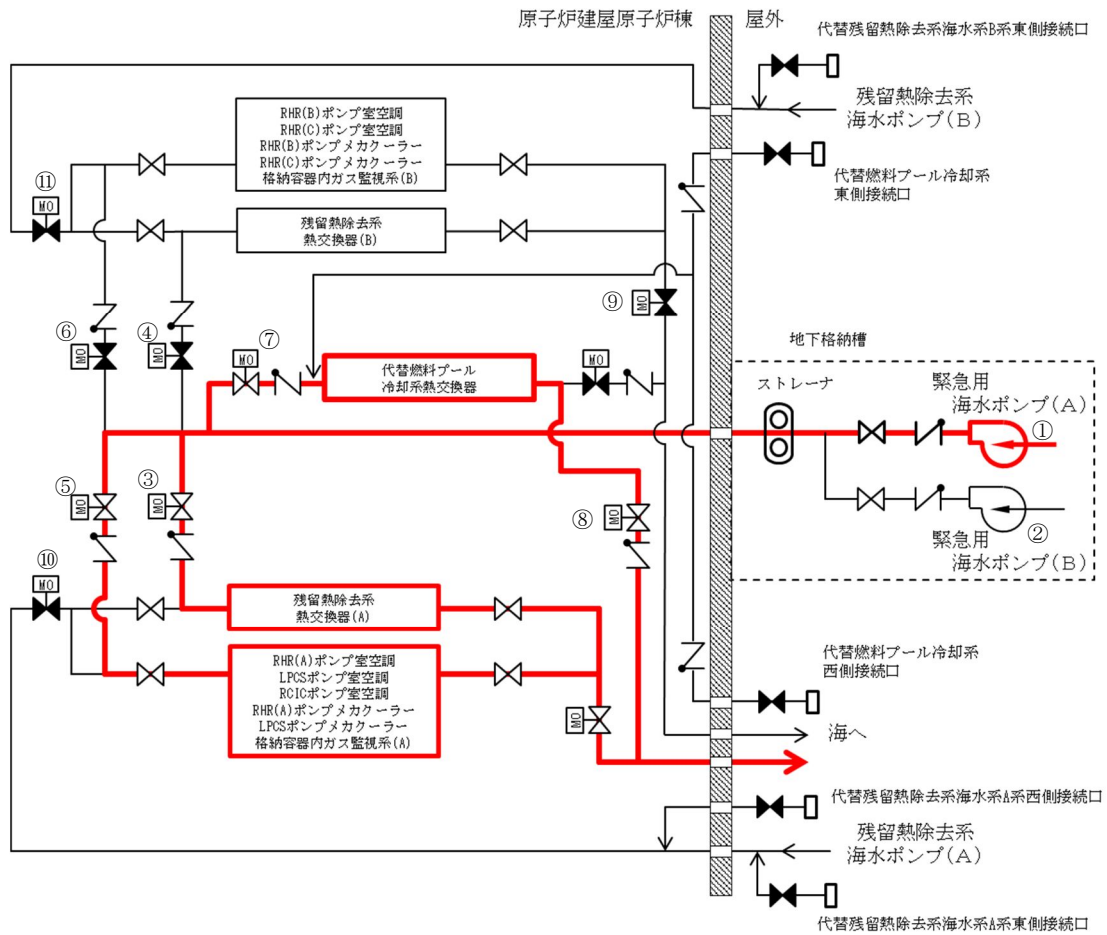 原子炉建屋原子炉棟
屋外
代替残留熱除去系海水系B系東側接続口
残留熱除去系
海水ポンプ(B)
RHR(B)ポンプ室空調
RHR(C)ポンプ室空調
RHR(B)ポンプメカクーラー
RHR(C)ポンプメカクーラー
格納容器内ガス監視系(B)
代替燃料プール冷却系
東側接続口
⑪
MO
残留熱除去系
熱交換器(B)
⑨
MO
⑥
MO
④
MO
⑦
MO
代替燃料プール
冷却系熱交換器
MO
地下格納槽
ストレーナ
緊急用
海水ポンプ(A)
①
⑤
MO
③
MO
⑧
MO
②
緊急用
海水ポンプ(B)
⑩
MO
残留熱除去系
熱交換器(A)
RHR(A)ポンプ室空調
LPCSポンプ室空調
RCICポンプ室空調
RHR(A)ポンプメカクーラー
LPCSポンプメカクーラー
格納容器内ガス監視系(A)
MO
代替燃料プール冷却系
西側接続口
海へ
代替残留熱除去系海水系A系西側接続口
残留熱除去系
海水ポンプ(A)
代替残留熱除去系海水系A系東側接続口